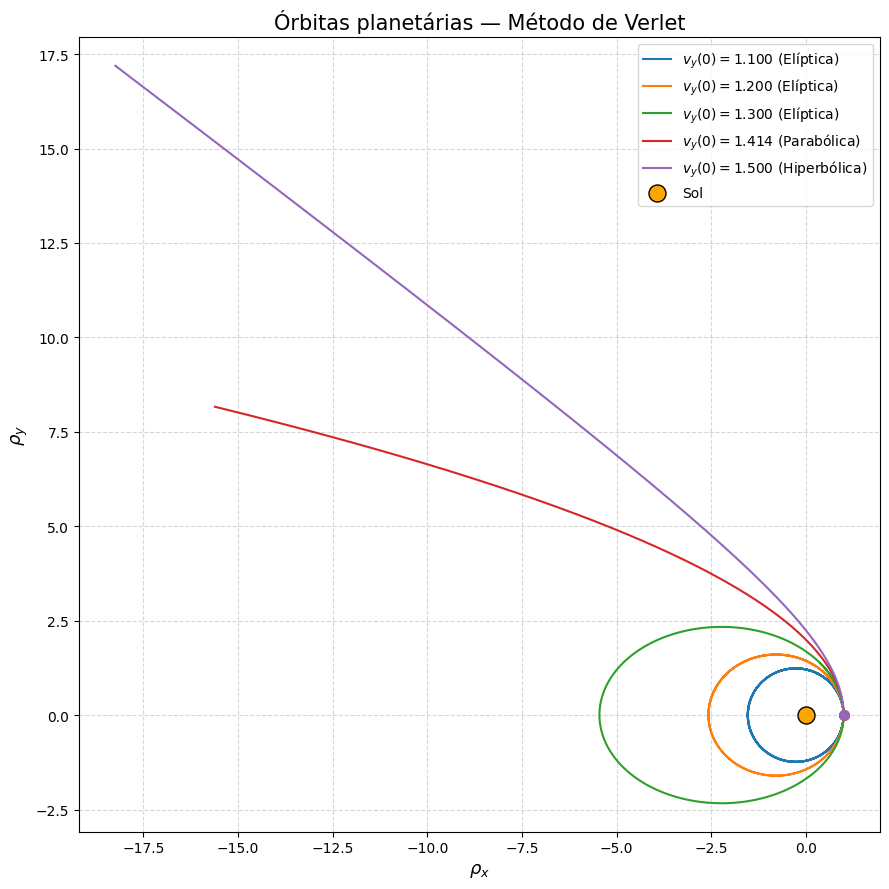 Órbitas planetárias — Método de Verlet
17.5
15.0
12.5
10.0
7.5
5.0
2.5
0.0
−2.5
ρy
v_y(0) = 1.100 (Elíptica)
v_y(0) = 1.200 (Elíptica)
v_y(0) = 1.300 (Elíptica)
v_y(0) = 1.414 (Parabólica)
v_y(0) = 1.500 (Hiperbólica)
Sol
−17.5 −15.0 −12.5 −10.0 −7.5 −5.0 −2.5 0.0
ρx